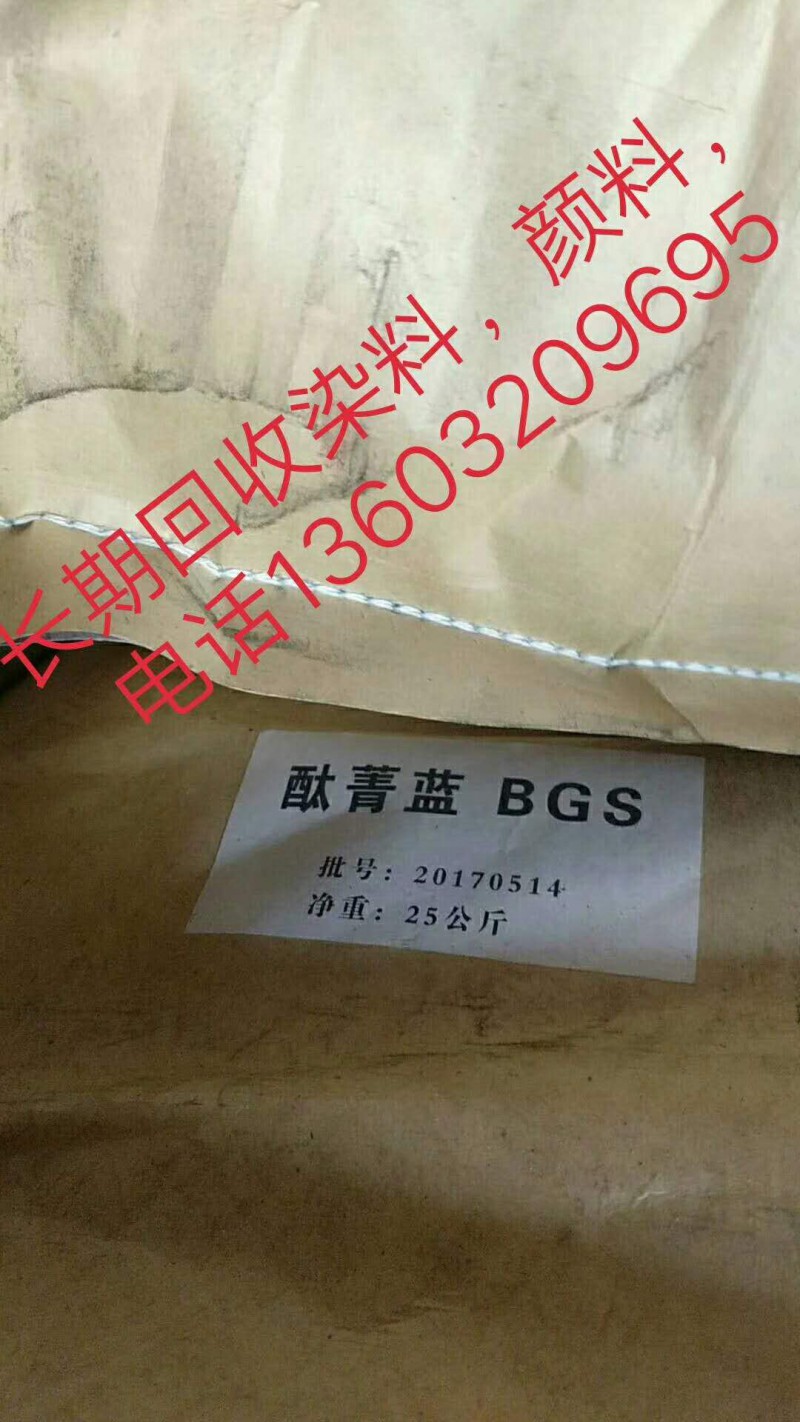 长期回收染料，颜料，
电话13603209695
酞菁蓝 BGS
批号：20170514
净重：25公斤